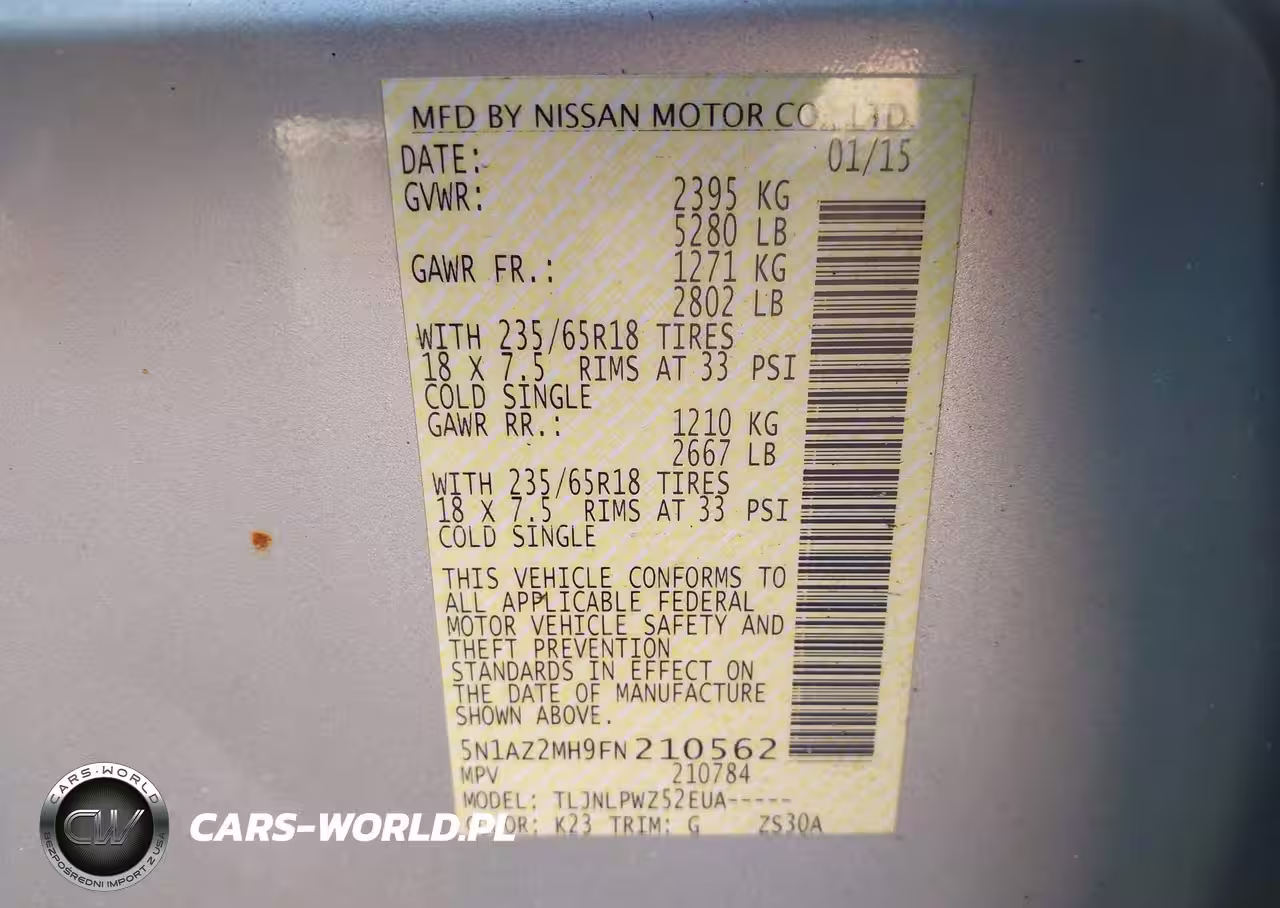 MFD BY NISSAN MOTOR CO., LTD.
DATE: 01/15
GVWR: 2395 KG
5280 LB
GAWR FR.: 1271 KG
2802 LB
WITH 235/65R18 TIRES
18 X 7.5 RIMS AT 33 PSI
COLD SINGLE
GAWR RR.: 1210 KG
2667 LB
WITH 235/65R18 TIRES
18 X 7.5 RIMS AT 33 PSI
COLD SINGLE
THIS VEHICLE CONFORMS TO
ALL APPLICABLE FEDERAL
MOTOR VEHICLE SAFETY AND
THEFT PREVENTION
STANDARDS IN EFFECT ON
THE DATE OF MANUFACTURE
SHOWN ABOVE.
5N1AZ2MH9FN210562
MPV 210784
MODEL: TLJNLPWZ52EUA-----
COLOR: K23 TRIM: G ZS30A
CARS-WORLD
CW
BEZPOŚREDNI IMPORT Z USA
CARS-WORLD.PL